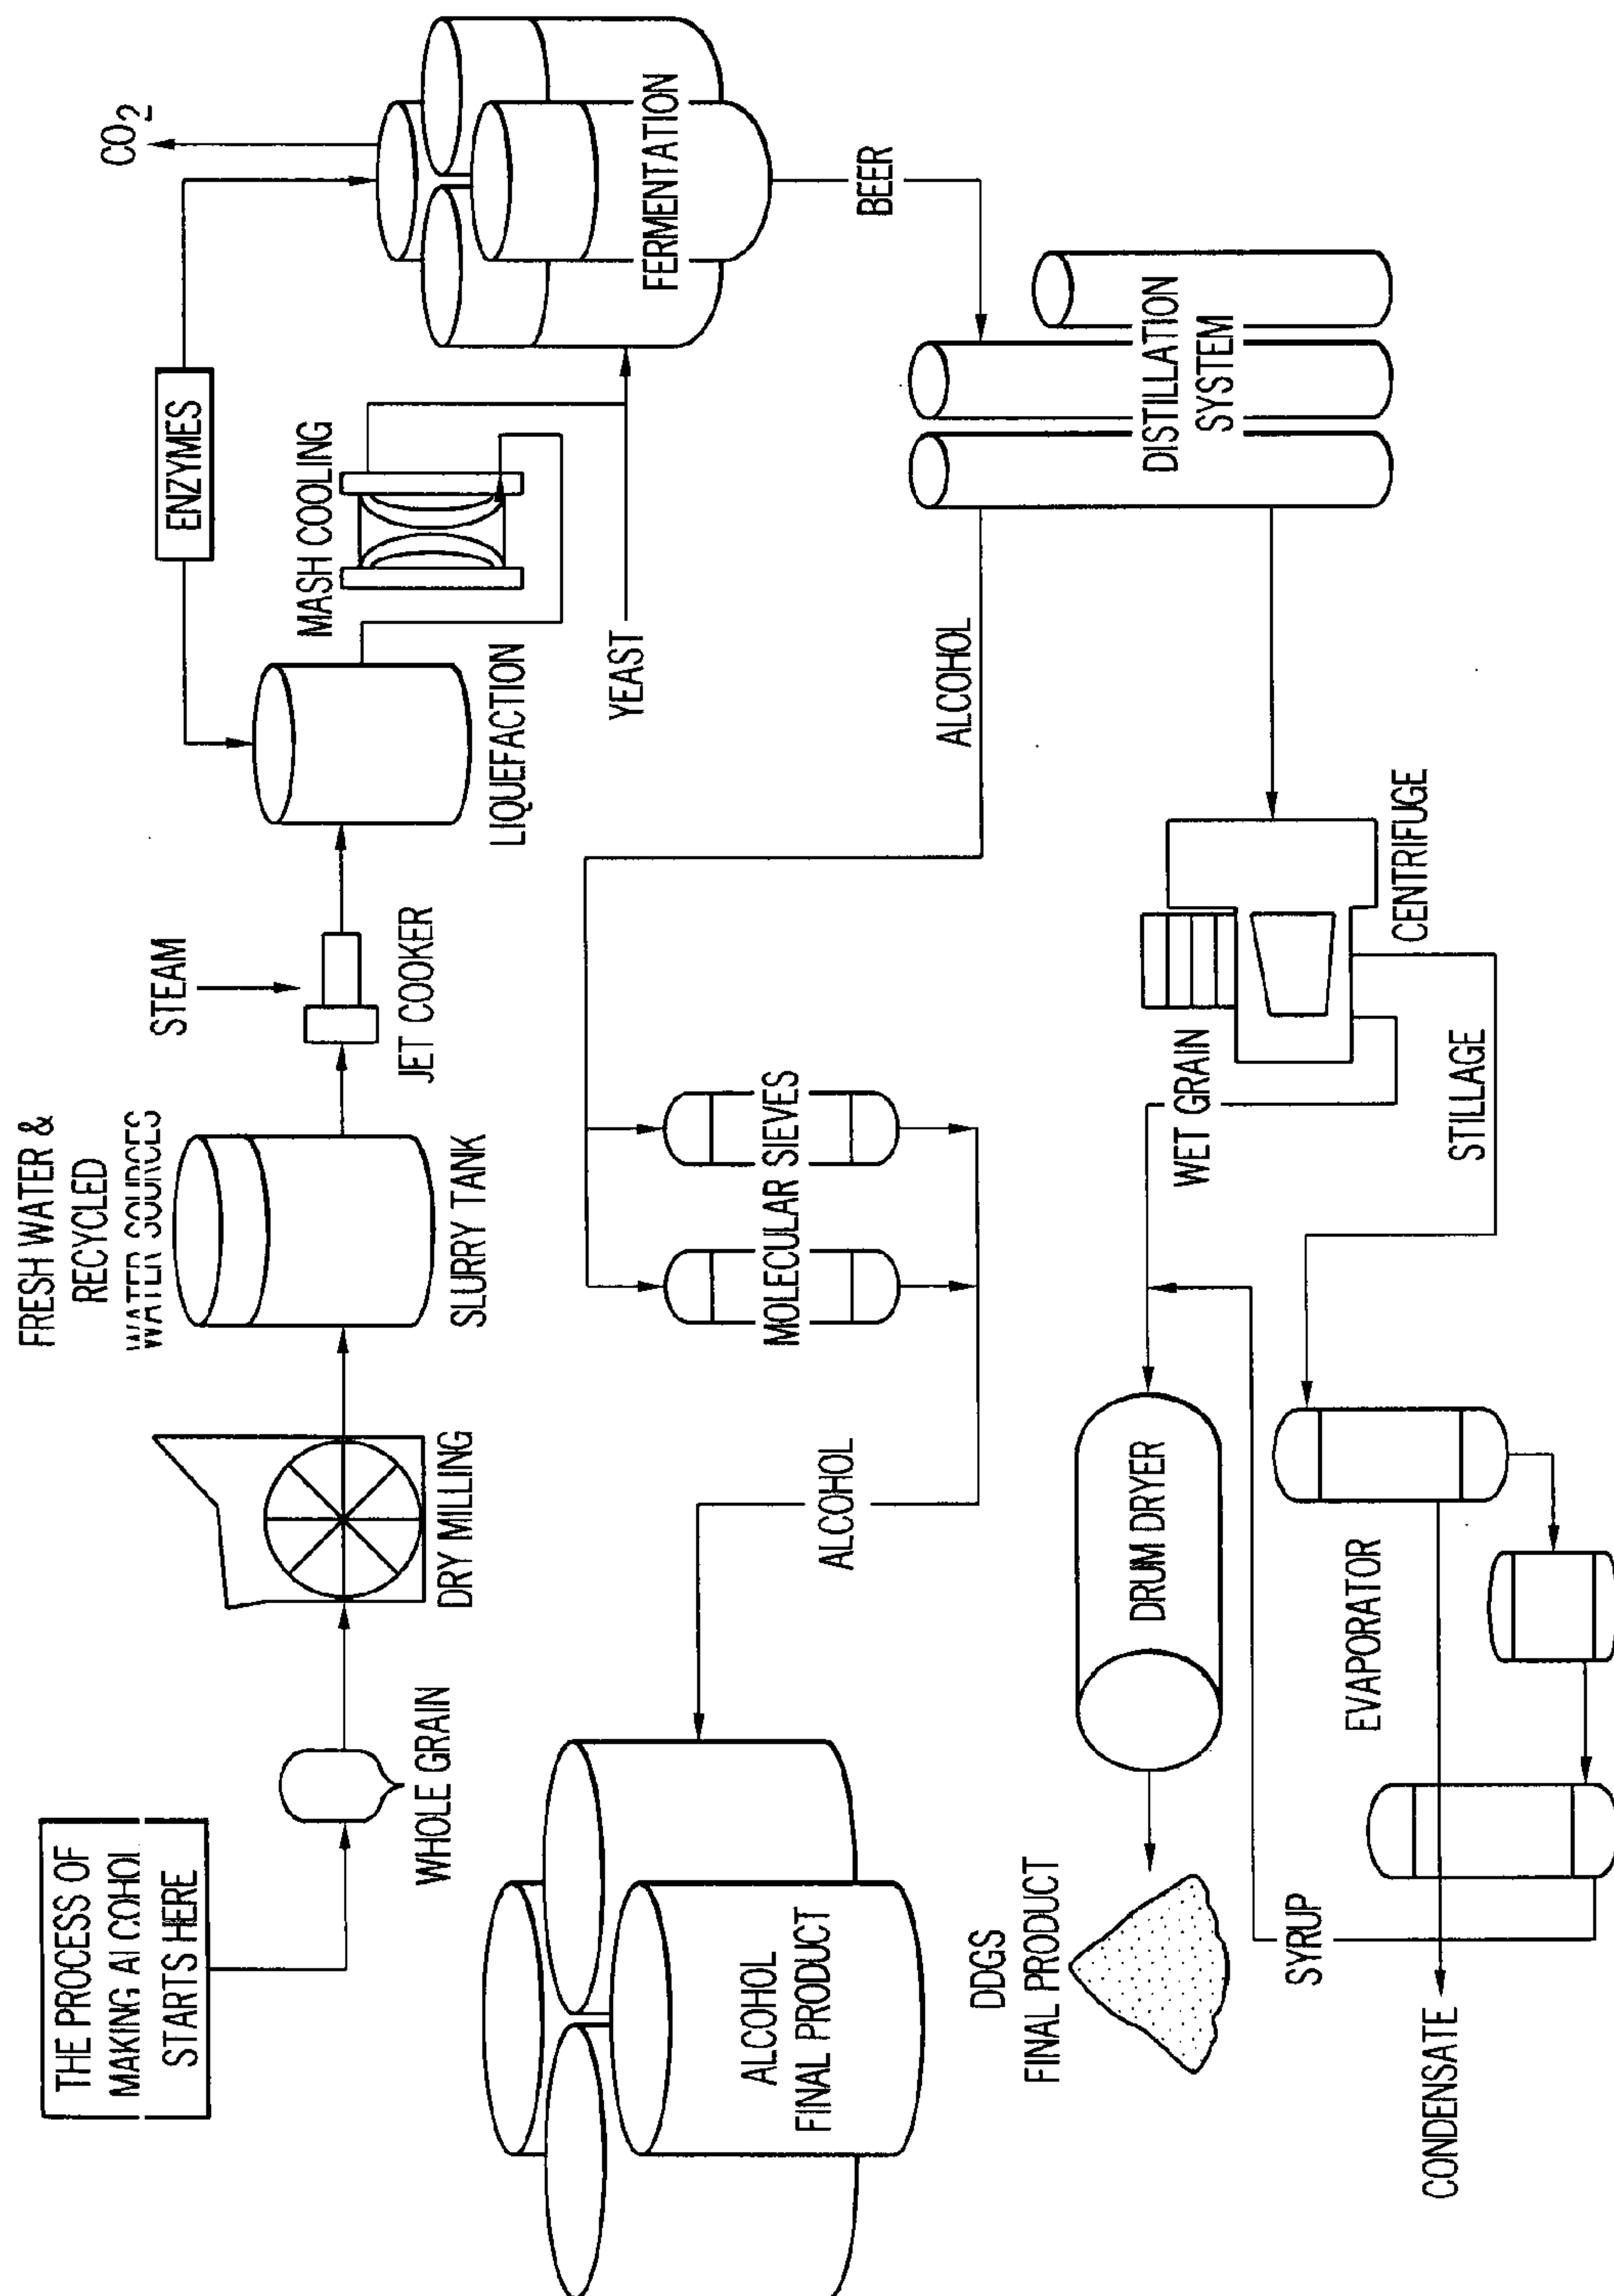 THE PROCESS OF
MAKING ALCOHOL
STARTS HERE
WHOLE GRAIN
DRY MILLING
FRESH WATER &
RECYCLED
WATER SOURCES
SLURRY TANK
STEAM
JET COOKER
LIQUEFACTION
ENZYMES
MASH COOLING
YEAST
CO2
FERMENTATION
BEER
DISTILLATION
SYSTEM
ALCOHOL
MOLECULAR SIEVES
ALCOHOL
ALCOHOL
FINAL PRODUCT
CENTRIFUGE
WET GRAIN
STILLAGE
DRUM DRYER
DDGS
FINAL PRODUCT
EVAPORATOR
SYRUP
CONDENSATE